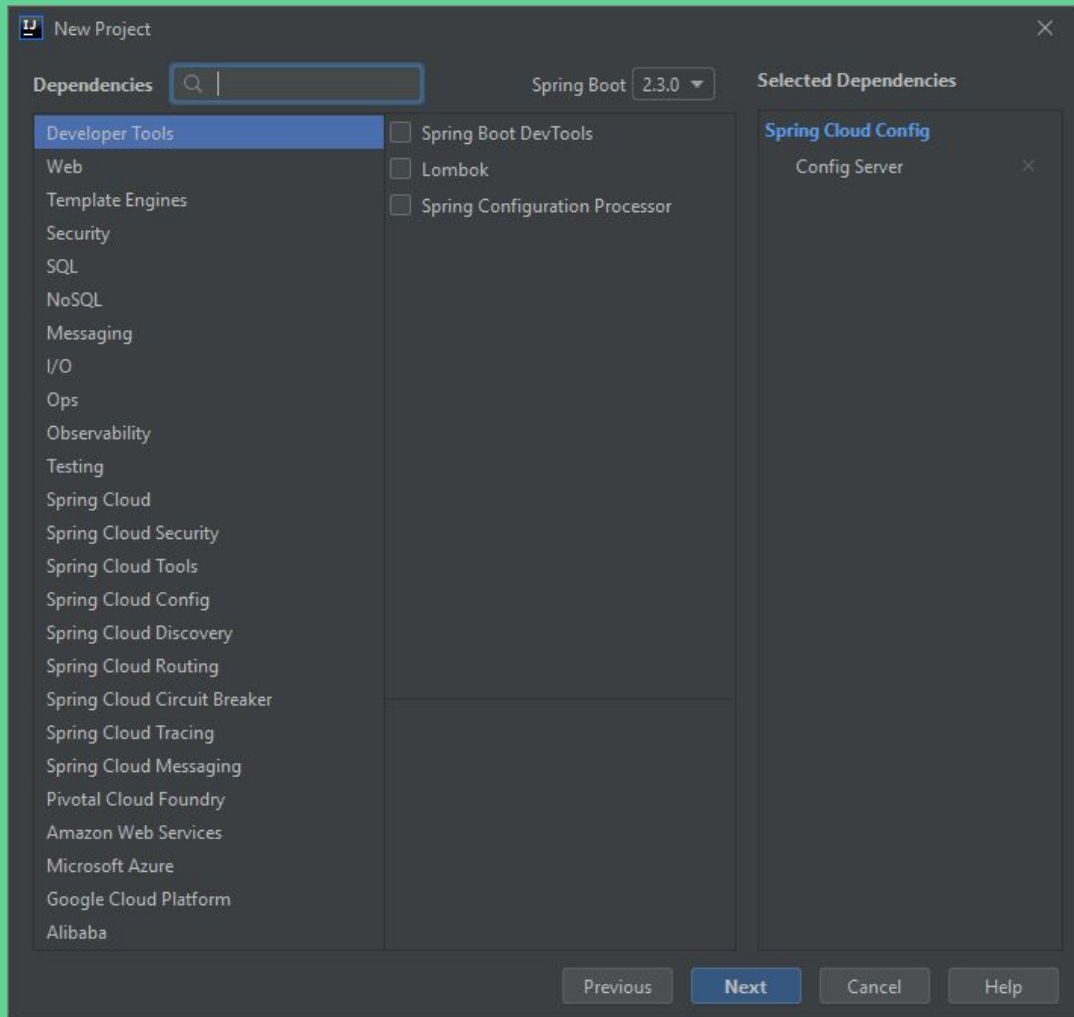 IJ
New Project
Dependencies
Spring Boot 2.3.0
Selected Dependencies
Developer Tools
Web
Template Engines
Security
SQL
NoSQL
Messaging
I/O
Ops
Observability
Testing
Spring Cloud
Spring Cloud Security
Spring Cloud Tools
Spring Cloud Config
Spring Cloud Discovery
Spring Cloud Routing
Spring Cloud Circuit Breaker
Spring Cloud Tracing
Spring Cloud Messaging
Pivotal Cloud Foundry
Amazon Web Services
Microsoft Azure
Google Cloud Platform
Alibaba
Spring Boot DevTools
Lombok
Spring Configuration Processor
Spring Cloud Config
Config Server
Previous
Next
Cancel
Help